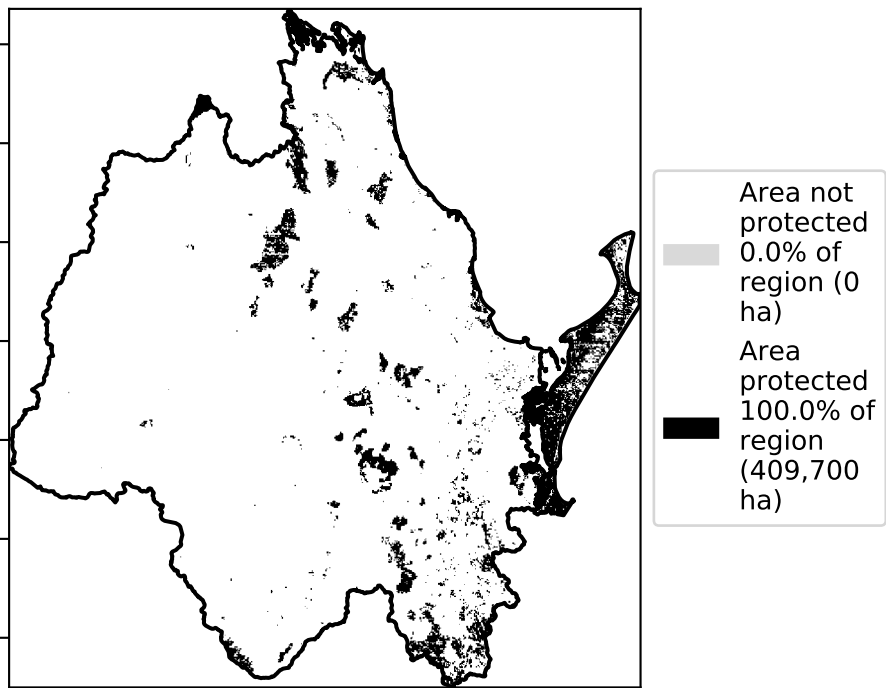 Area not
protected
0.0% of
region (0
ha)
Area
protected
100.0% of
region
(409,700
ha)